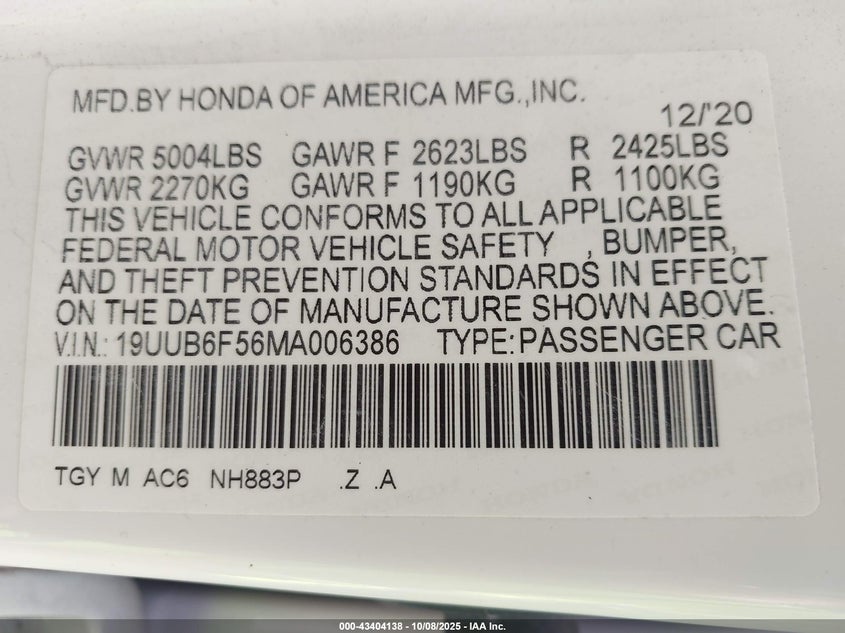 MFD.BY HONDA OF AMERICA MFG.,INC.
12/'20
GVWR 5004LBS GAWR F 2623LBS R 2425LBS
GVWR 2270KG GAWR F 1190KG R 1100KG
THIS VEHICLE CONFORMS TO ALL APPLICABLE
FEDERAL MOTOR VEHICLE SAFETY , BUMPER,
AND THEFT PREVENTION STANDARDS IN EFFECT
ON THE DATE OF MANUFACTURE SHOWN ABOVE.
V.I.N.: 19UUB6F56MA006386 TYPE:PASSENGER CAR
TGY M AC6 NH883P .Z .A
000-43404138 - 10/08/2025 - IAA Inc.